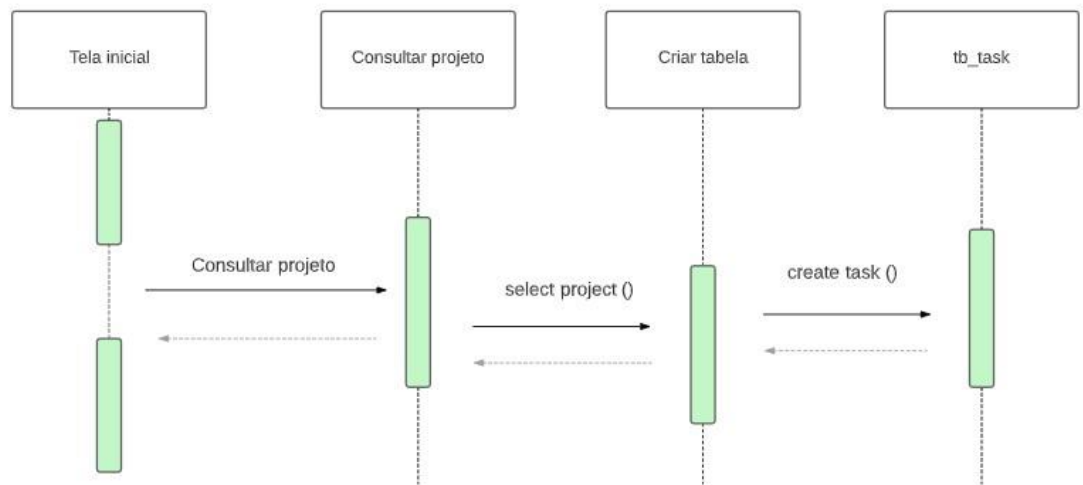 Tela inicial
Consultar projeto
Criar tabela
tb_task
Consultar projeto
select project ()
create task ()